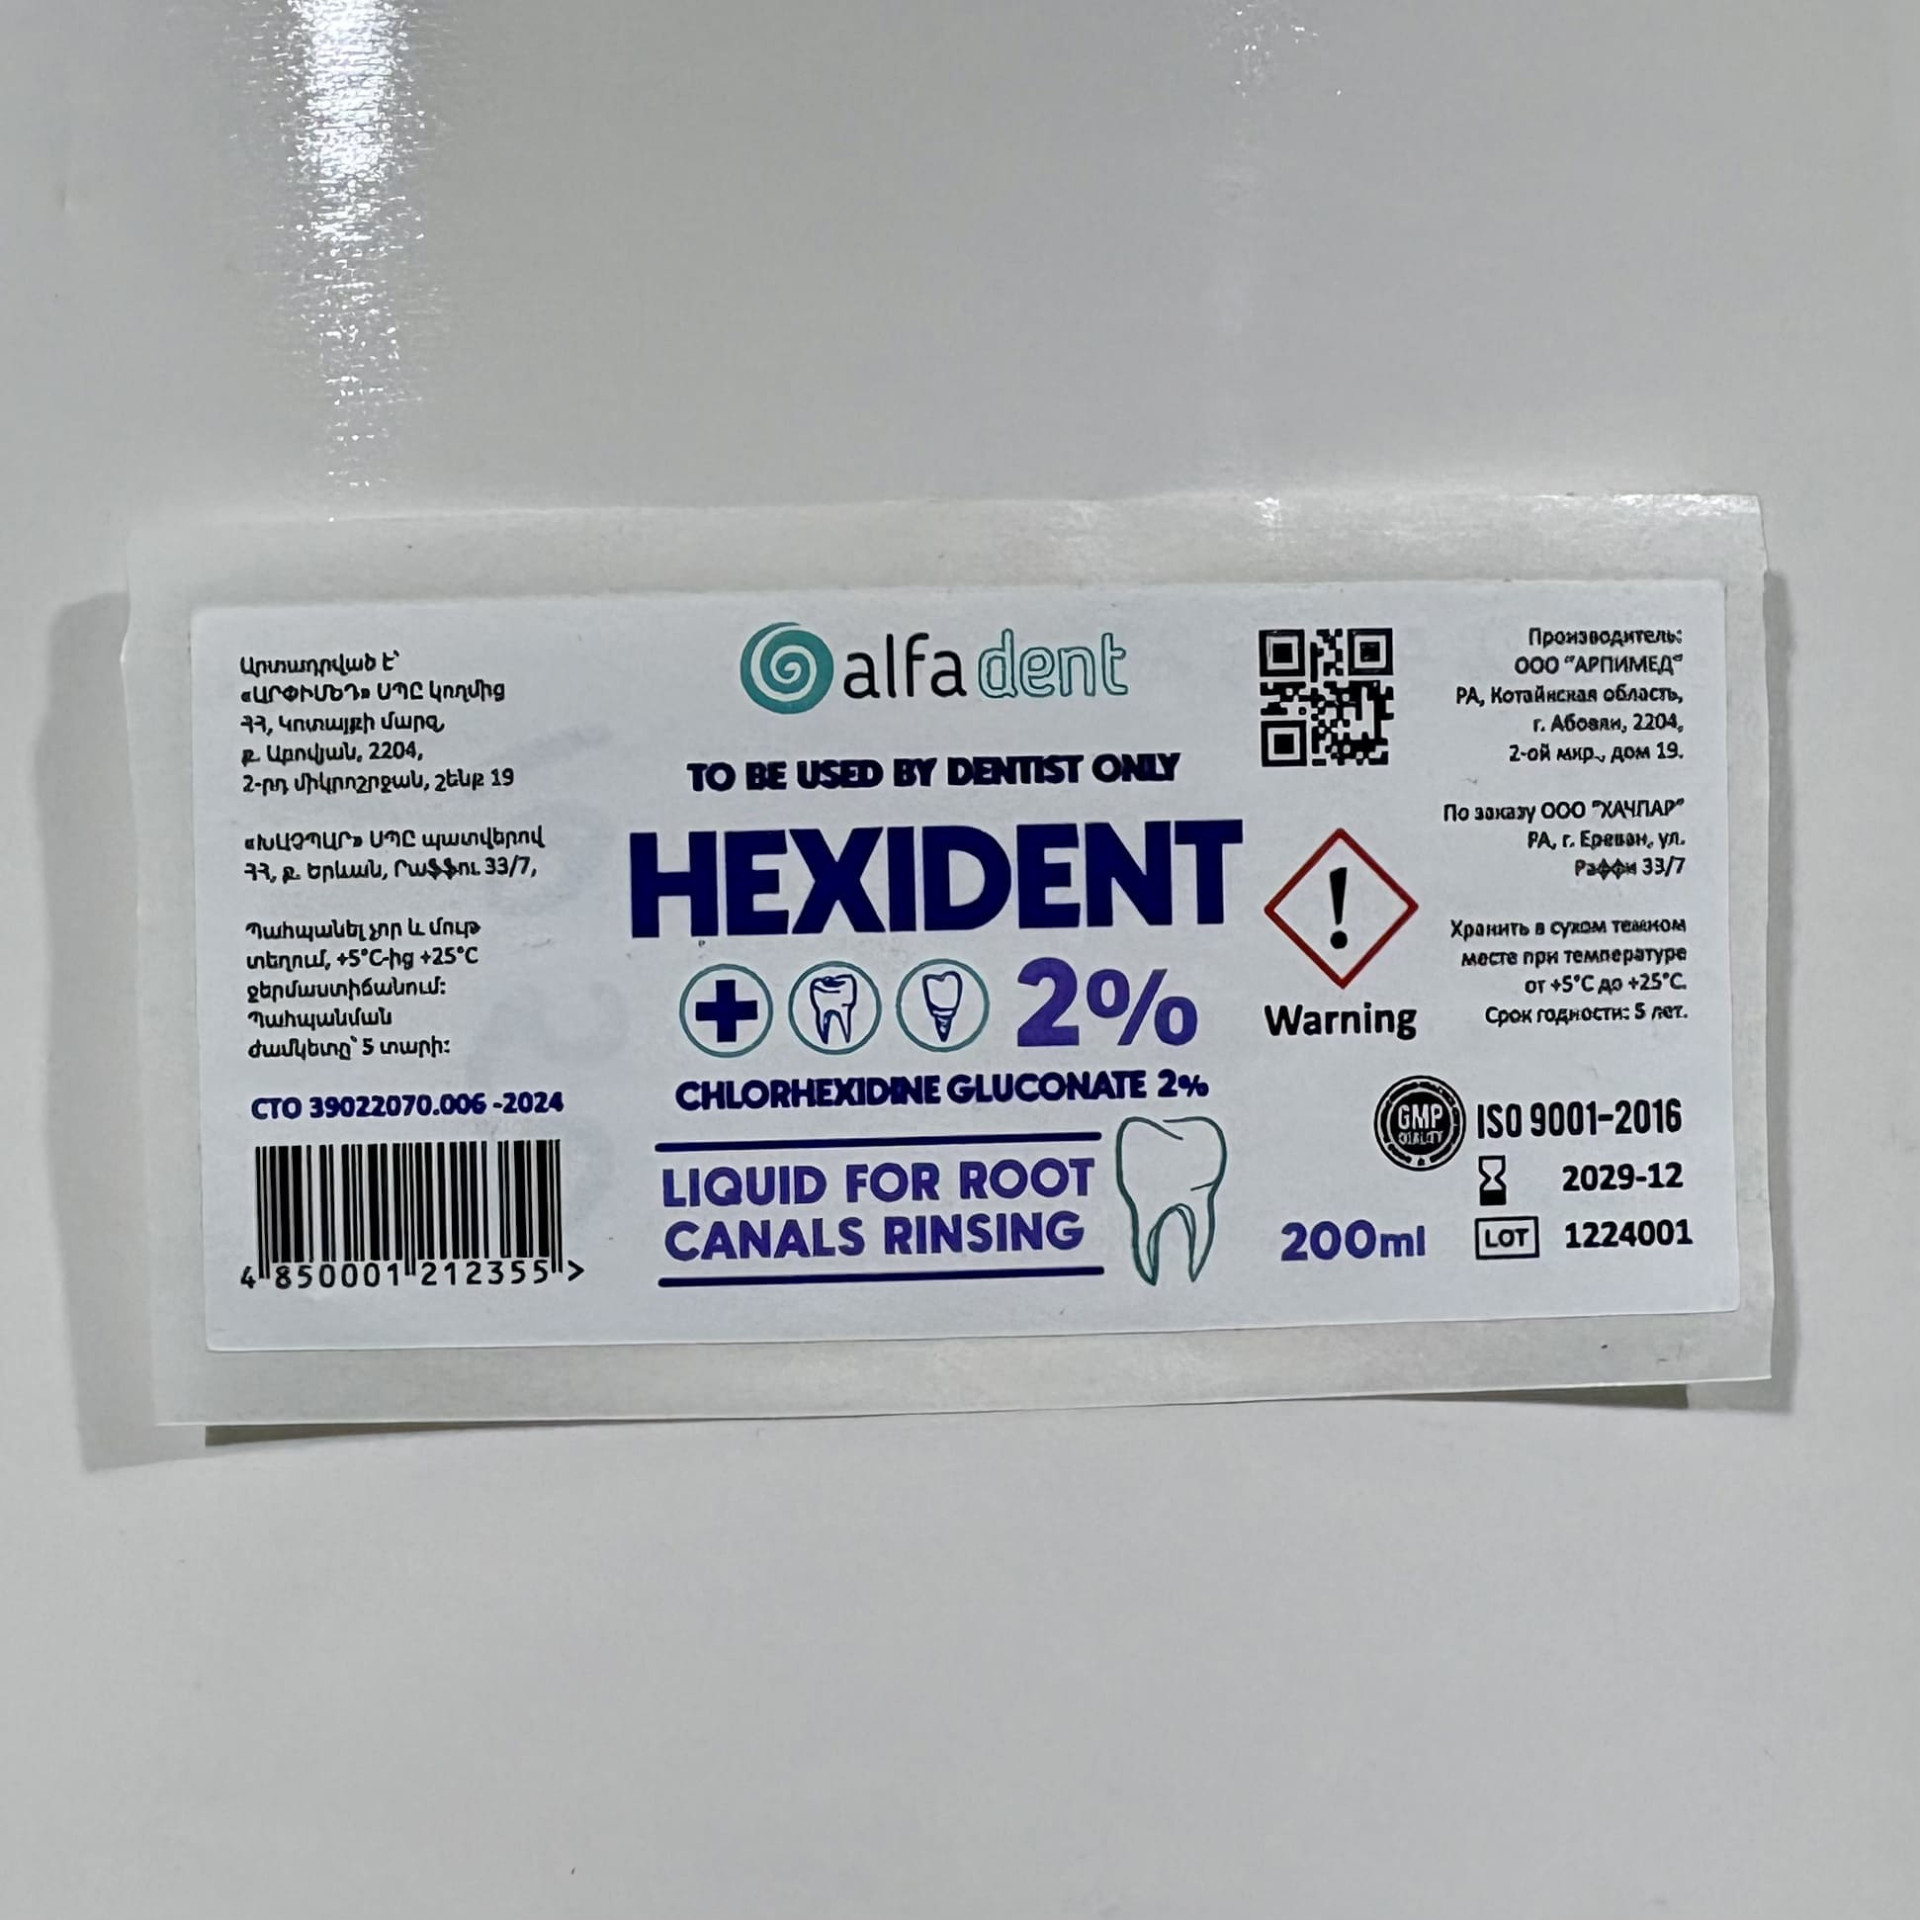 Արտադրված է՝
«ԱՐՓԻՄԵԴ» ՍՊԸ կողմից
ՀՀ, Կոտայքի մարզ,
ք. Աբովյան, 2204,
2-րդ միկրոշրջան, շենք 19
«ԽԱՉՊԱՐ» ՍՊԸ պատվերով
ՀՀ, ք. Երևան, Րաֆֆու 33/7,
Պահպանել չոր և մութ
տեղում, +5°C-ից +25°C
ջերմաստիճանում:
Պահպանման
ժամկետը՝ 5 տարի:
СТО 39022070.006 -2024
4 850001 212355 >
alfa dent
TO BE USED BY DENTIST ONLY
HEXIDENT
2%
CHLORHEXIDINE GLUCONATE 2%
LIQUID FOR ROOT
CANALS RINSING
Warning
200ml
Производитель:
ООО "АРПИМЕД"
РА, Котайкская область,
г. Абовян, 2204,
2-ой мкр., дом 19.
По заказу ООО "ХАЧПАР"
РА, г. Ереван, ул.
Раффи 33/7
Хранить в сухом темном
месте при температуре
от +5°C до +25°C.
Срок годности: 5 лет.
GMP
QUALITY
ISO 9001-2016
2029-12
LOT 1224001